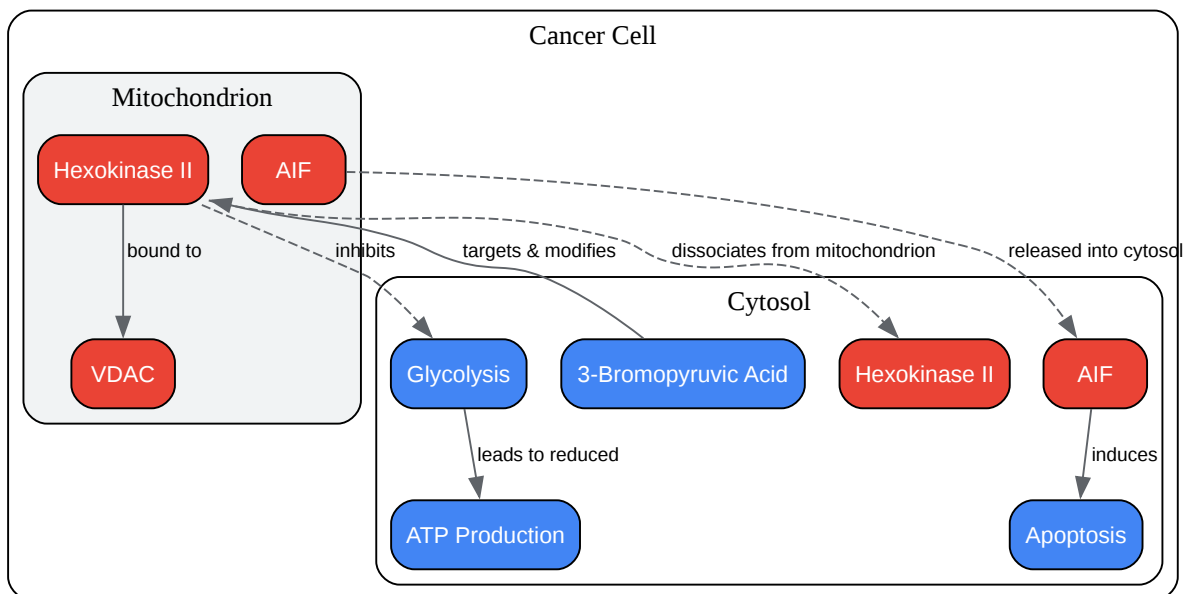 Cancer Cell
Mitochondrion
Hexokinase II
AIF
bound to
inhibits
targets & modifies
dissociates from mitochondrion
released into cytosol
Cytosol
VDAC
Glycolysis
3-Bromopyruvic Acid
Hexokinase II
AIF
leads to reduced
induces
ATP Production
Apoptosis